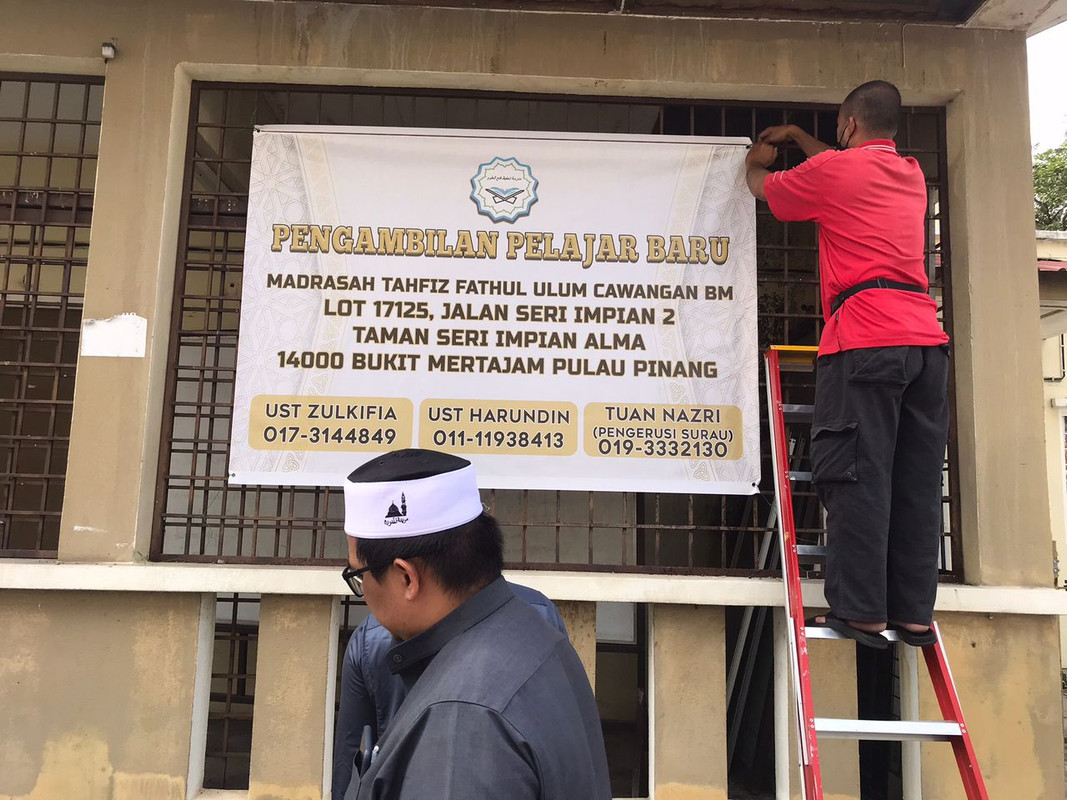 PENGAMBILAN PELAJAR BARU
MADRASAH TAHFIZ FATHUL ULUM CAWANGAN BM
LOT 17125, JALAN SERI IMPIAN 2
TAMAN SERI IMPIAN ALMA
14000 BUKIT MERTAJAM PULAU PINANG
UST ZULKIFIA
017-3144849
UST HARUNDIN
011-11938413
TUAN NAZRI
(PENGERUSI SURAU)
019-3332130